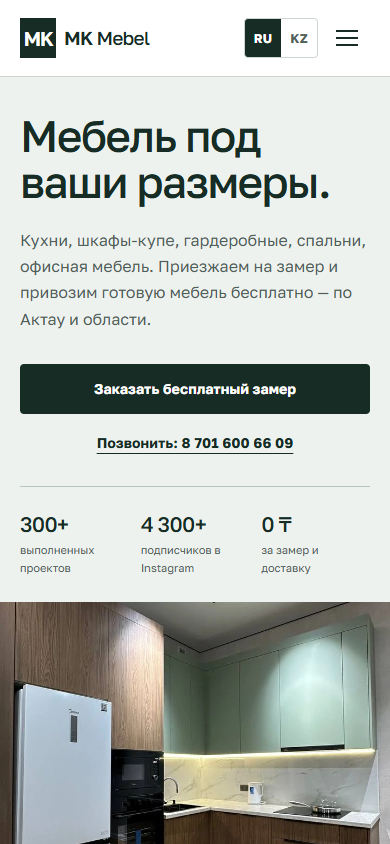 MK MK Mebel RU KZ
Мебель под
ваши размеры.
Кухни, шкафы-купе, гардеробные, спальни,
офисная мебель. Приезжаем на замер и
привозим готовую мебель бесплатно — по
Актау и области.
Заказать бесплатный замер
Позвонить: 8 701 600 66 09
300+ 4 300+ 0 ₸
выполненных подписчиков в за замер и
проектов Instagram доставку